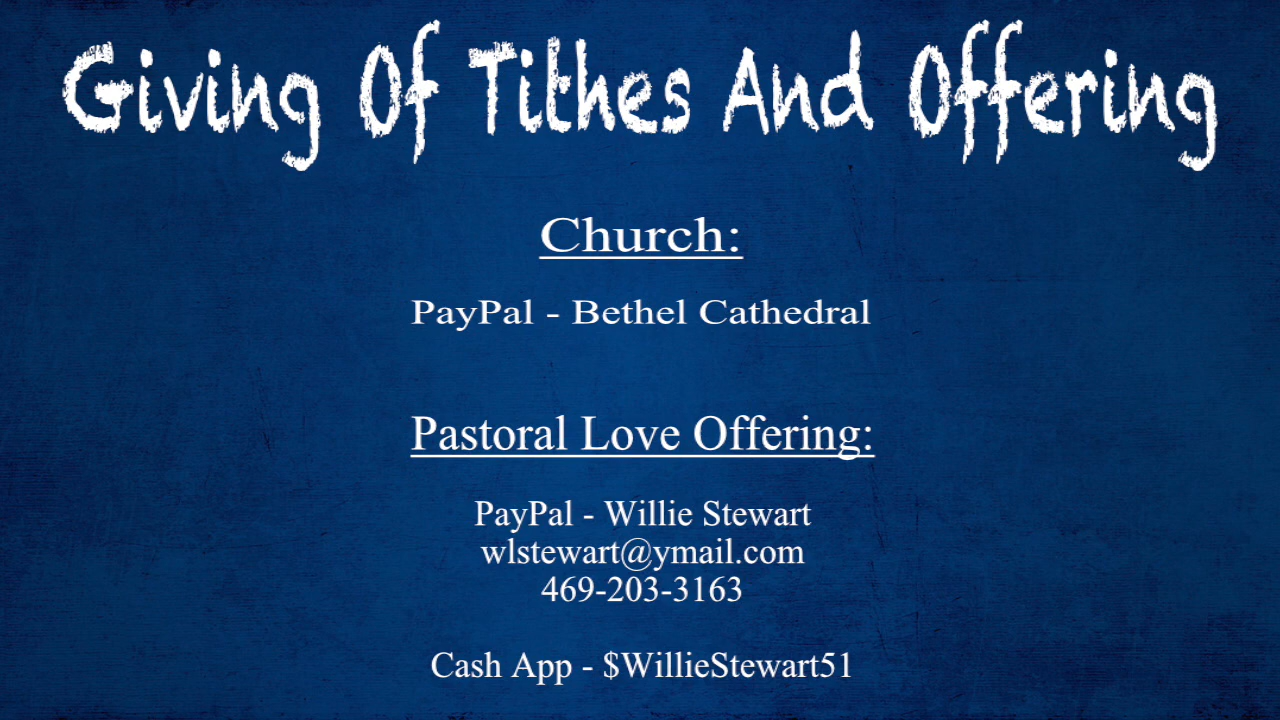 Giving Of Tithes And Offering
Church:
PayPal - Bethel Cathedral
Pastoral Love Offering:
PayPal - Willie Stewart
wlstewart@ymail.com
469-203-3163
Cash App - $WillieStewart51